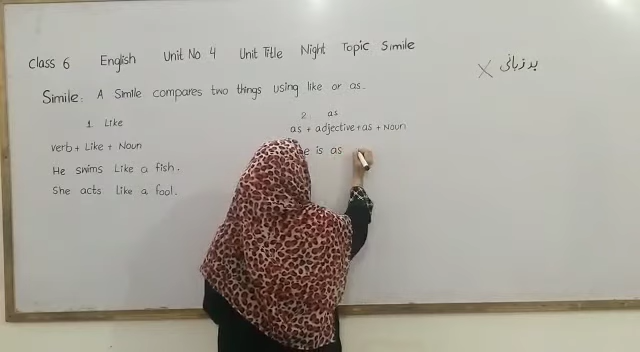 Class 6 English Unit No 4 Unit Title Night Topic Simile
بدزبانی X
Simile: A Simile compares two things using like or as.
1. Like
verb + Like + Noun
He swims Like a fish.
She acts Like a fool.
2. as
as + adjective + as + Noun
is as